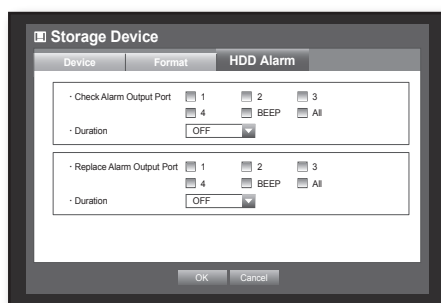 Storage Device
Device Format HDD Alarm
· Check Alarm Output Port 1 2 3
4 BEEP All
· Duration OFF
· Replace Alarm Output Port 1 2 3
4 BEEP All
· Duration OFF
OK Cancel